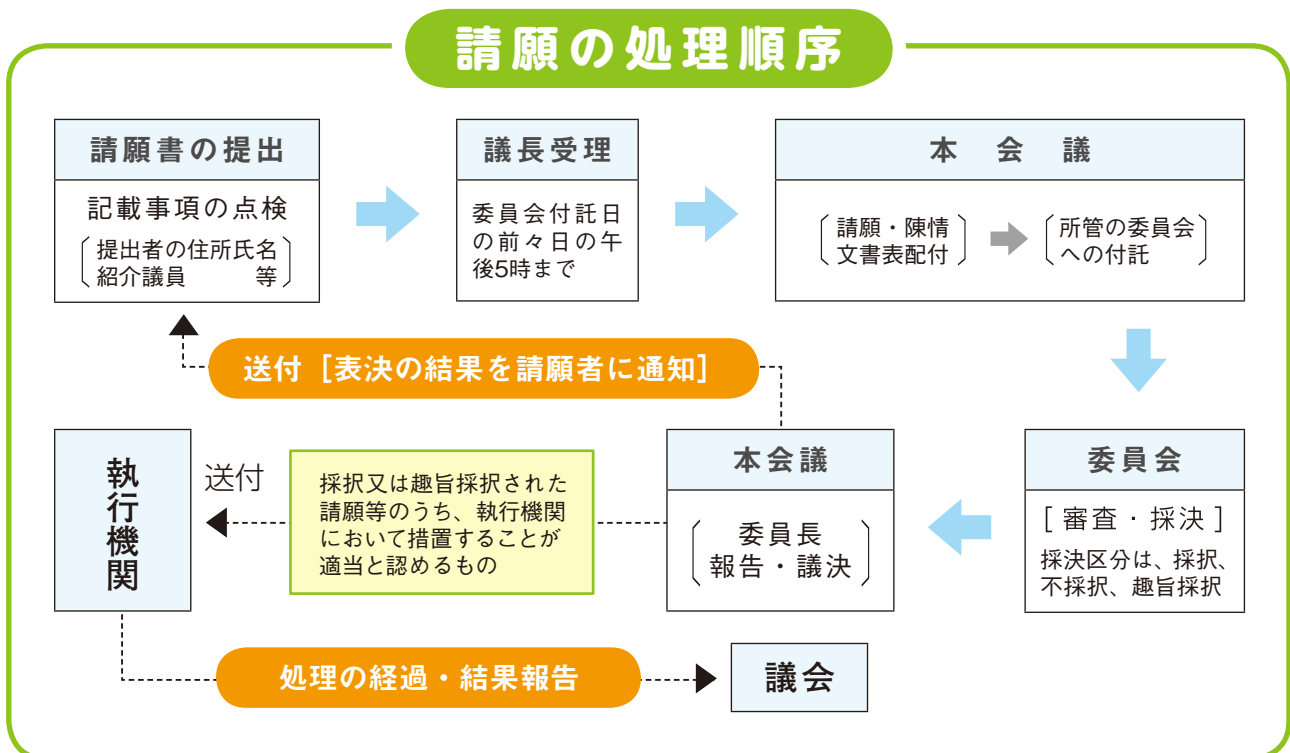 請願の処理順序
請願書の提出
記載事項の点検
提出者の住所氏名
紹介議員　　　等
議長受理
委員会付託日
の前々日の午
後5時まで
本　会　議
請願・陳情
文書表配付
所管の委員会
への付託
送付［表決の結果を請願者に通知］
委員会
［審査・採決］
採決区分は、採択、
不採択、趣旨採択
本会議
委員長
報告・議決
採択又は趣旨採択された
請願等のうち、執行機関
において措置することが
適当と認めるもの
送付
執行機関
処理の経過・結果報告
議会